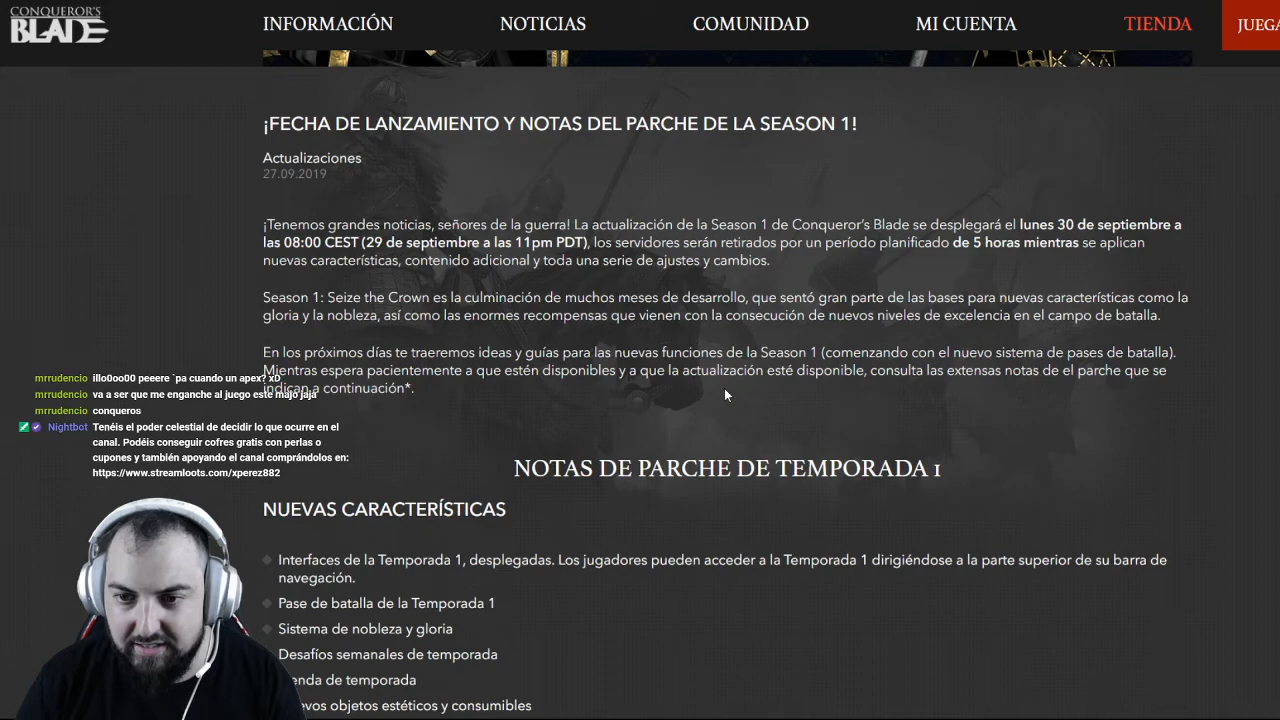 CONQUEROR'S
BLADE
INFORMACIÓN
NOTICIAS
COMUNIDAD
MI CUENTA
TIENDA
JUEGA
¡FECHA DE LANZAMIENTO Y NOTAS DEL PARCHE DE LA SEASON 1!
Actualizaciones
27.09.2019
¡Tenemos grandes noticias, señores de la guerra! La actualización de la Season 1 de Conqueror's Blade se desplegará el lunes 30 de septiembre a
las 08:00 CEST (29 de septiembre a las 11pm PDT), los servidores serán retirados por un período planificado de 5 horas mientras se aplican
nuevas características, contenido adicional y toda una serie de ajustes y cambios.
Season 1: Seize the Crown es la culminación de muchos meses de desarrollo, que sentó gran parte de las bases para nuevas características como la
gloria y la nobleza, así como las enormes recompensas que vienen con la consecución de nuevos niveles de excelencia en el campo de batalla.
En los próximos días te traeremos ideas y guías para las nuevas funciones de la Season 1 (comenzando con el nuevo sistema de pases de batalla).
Mientras espera pacientemente a que estén disponibles y a que la actualización esté disponible, consulta las extensas notas de el parche que se
indican a continuación*.
mrrudencio illo0oo00 peeere `pa cuando un apex? xD
mrrudencio va a ser que me enganche al juego este majo jaja
mrrudencio conqueros
Nightbot Tenéis el poder celestial de decidir lo que ocurre en el
canal. Podéis conseguir cofres gratis con perlas o
cupones y también apoyando el canal comprándolos en:
https://www.streamloots.com/xperez882
NOTAS DE PARCHE DE TEMPORADA 1
NUEVAS CARACTERÍSTICAS
Interfaces de la Temporada 1, desplegadas. Los jugadores pueden acceder a la Temporada 1 dirigiéndose a la parte superior de su barra de
navegación.
Pase de batalla de la Temporada 1
Sistema de nobleza y gloria
Desafíos semanales de temporada
enda de temporada
evos objetos estéticos y consumibles